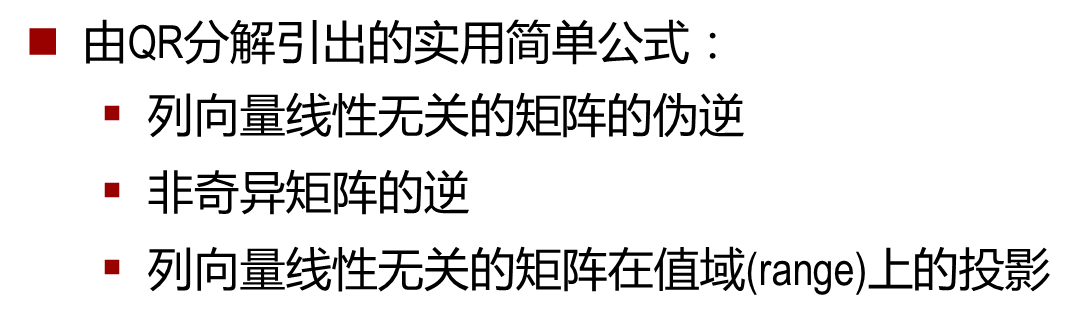 由QR分解引出的实用简单公式：
列向量线性无关的矩阵的伪逆
非奇异矩阵的逆
列向量线性无关的矩阵在值域(range)上的投影